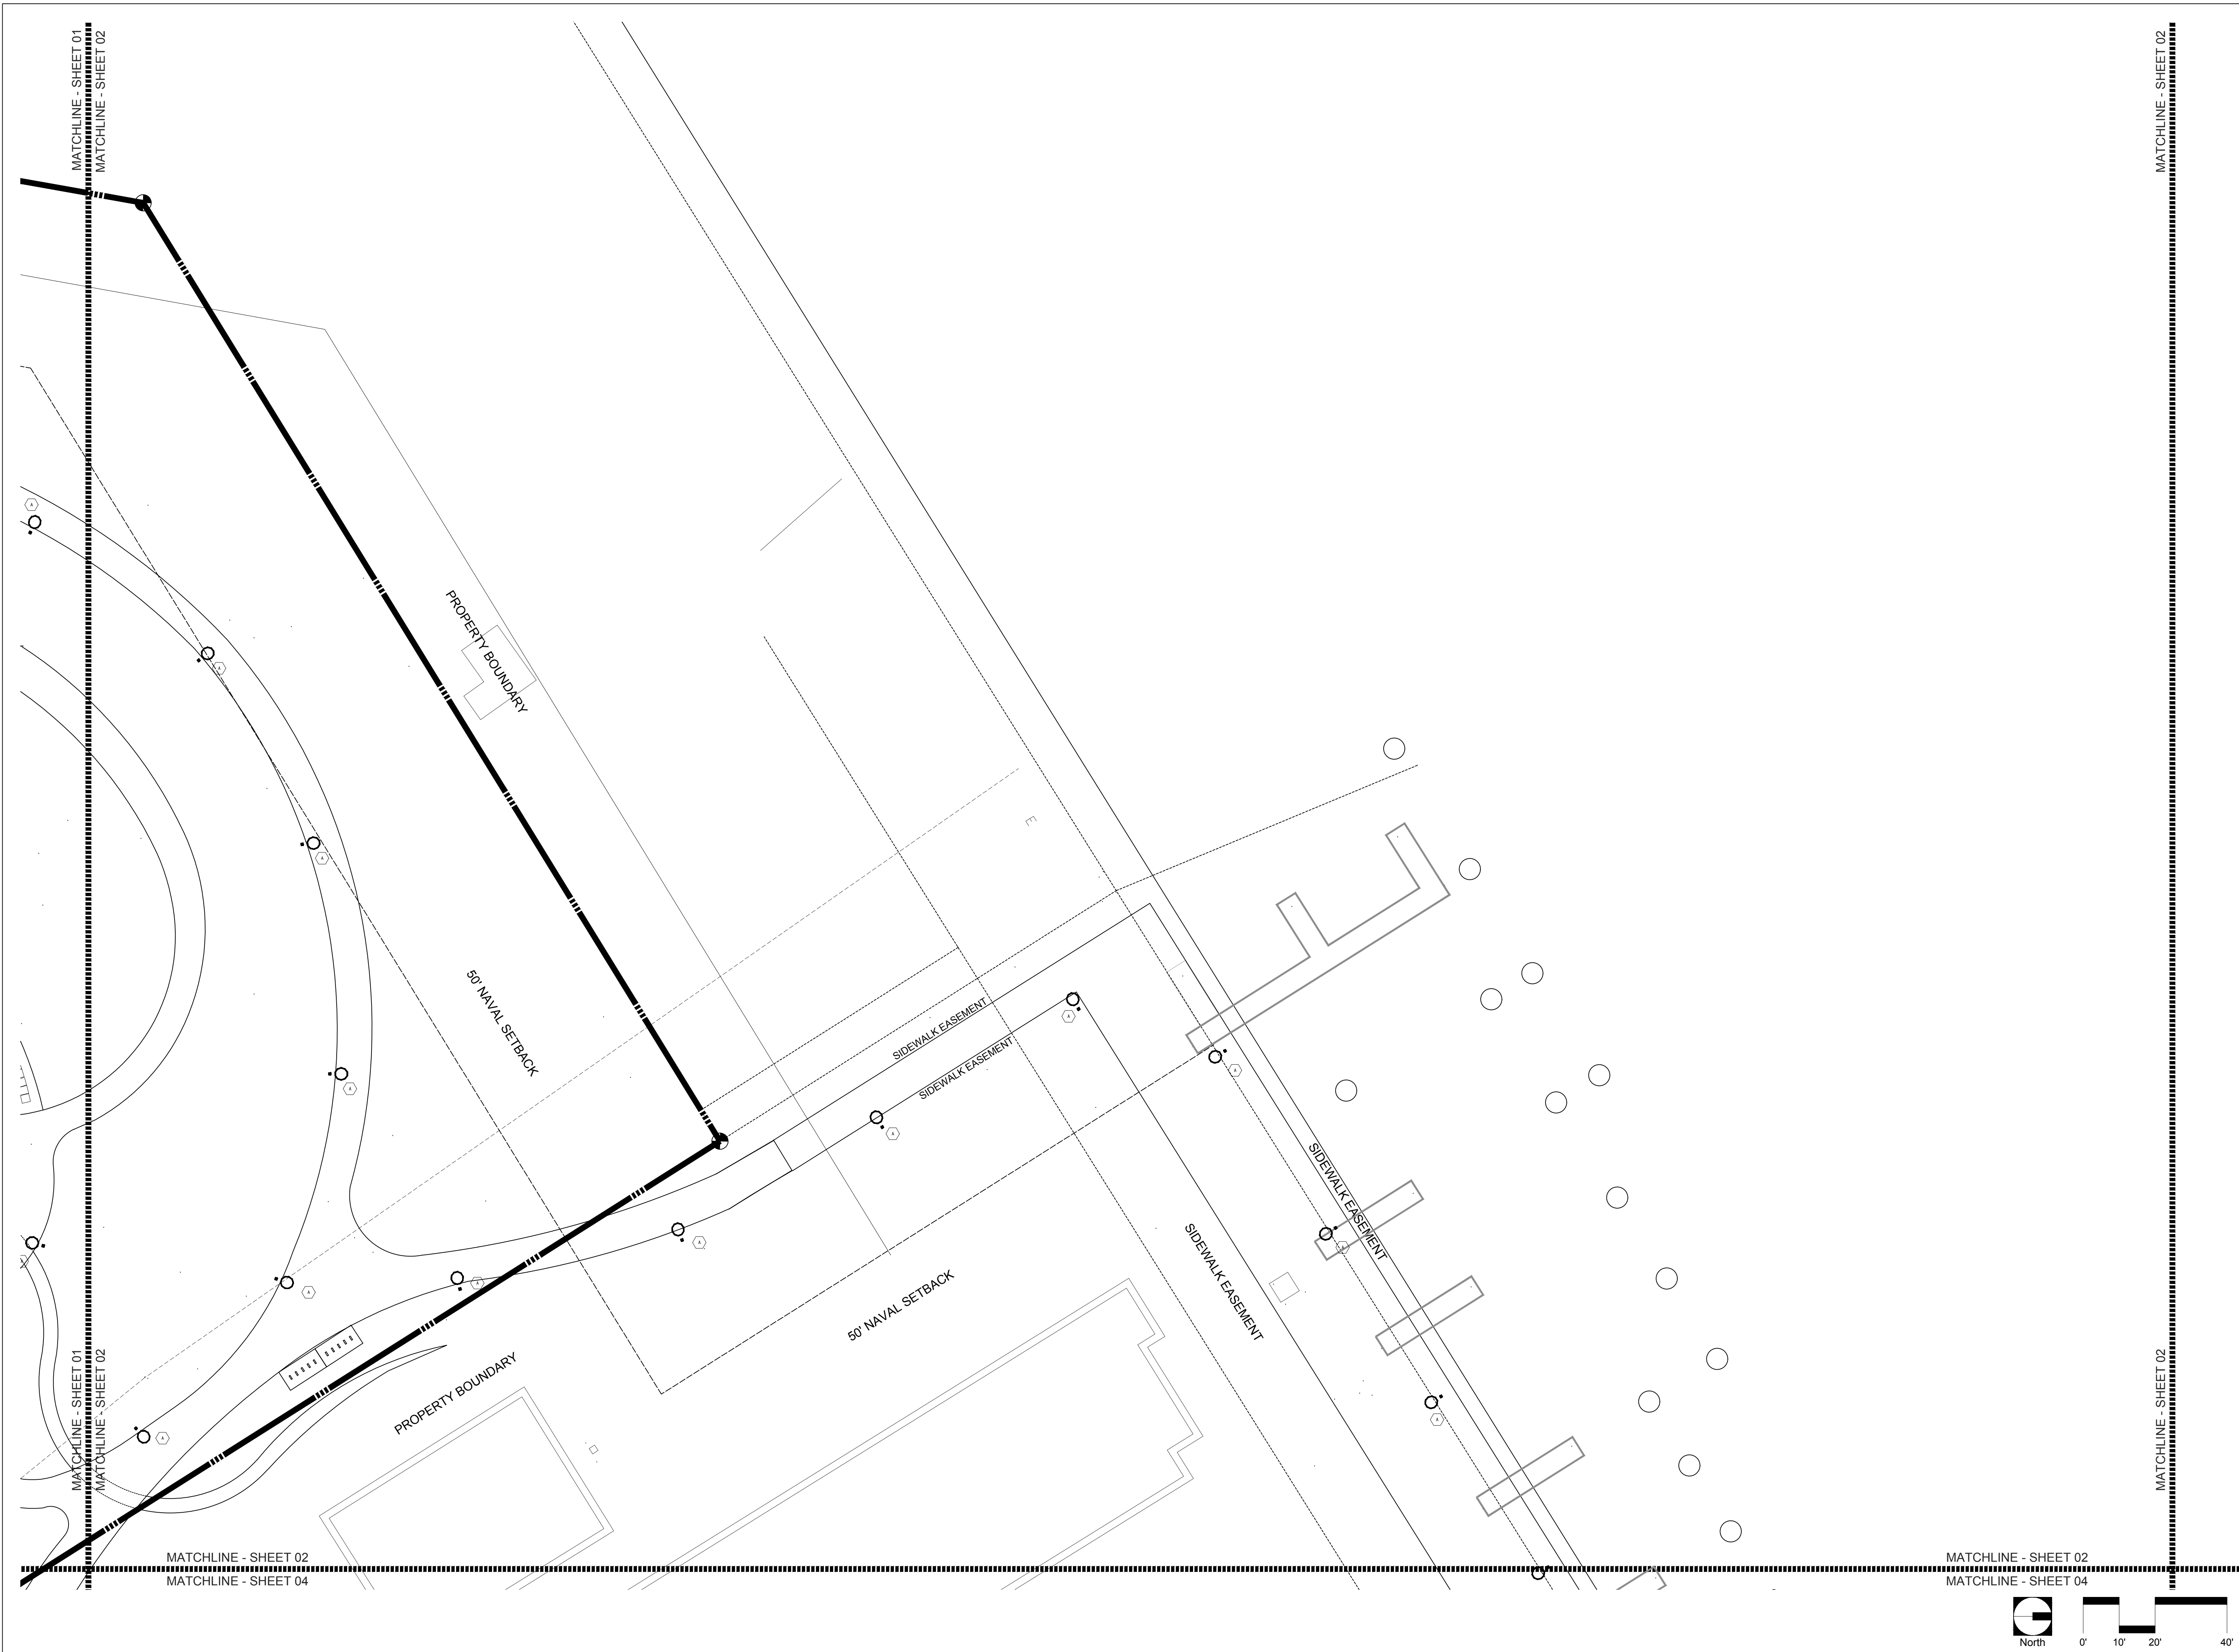 MATCHLINE - SHEET 01
MATCHLINE - SHEET 02
MATCHLINE - SHEET 02
A
A
PROPERTY BOUNDARY
A
50' NAVAL SETBACK
SIDEWALK EASEMENT
SIDEWALK EASEMENT
A
A
A
A
A
SIDEWALK EASEMENT
SIDEWALK EASEMENT
A
A
A
A
50' NAVAL SETBACK
PROPERTY BOUNDARY
A
A
MATCHLINE - SHEET 01
MATCHLINE - SHEET 02
MATCHLINE - SHEET 02
MATCHLINE - SHEET 02
MATCHLINE - SHEET 04
MATCHLINE - SHEET 02
MATCHLINE - SHEET 04
North
0' 10' 20' 40'